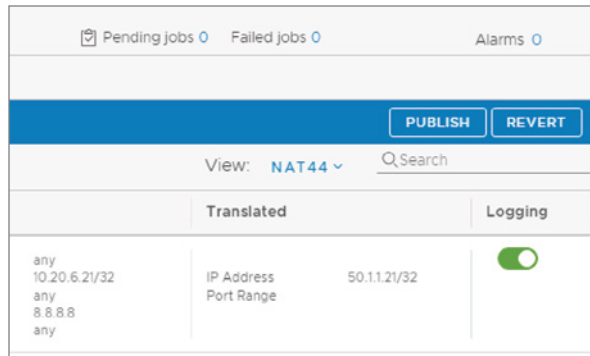 Pending jobs 0 Failed jobs 0 Alarms 0
PUBLISH REVERT
View: NAT44 Search
Translated Logging
any
10.20.6.21/32 IP Address 50.1.1.21/32
any Port Range
8.8.8.8
any